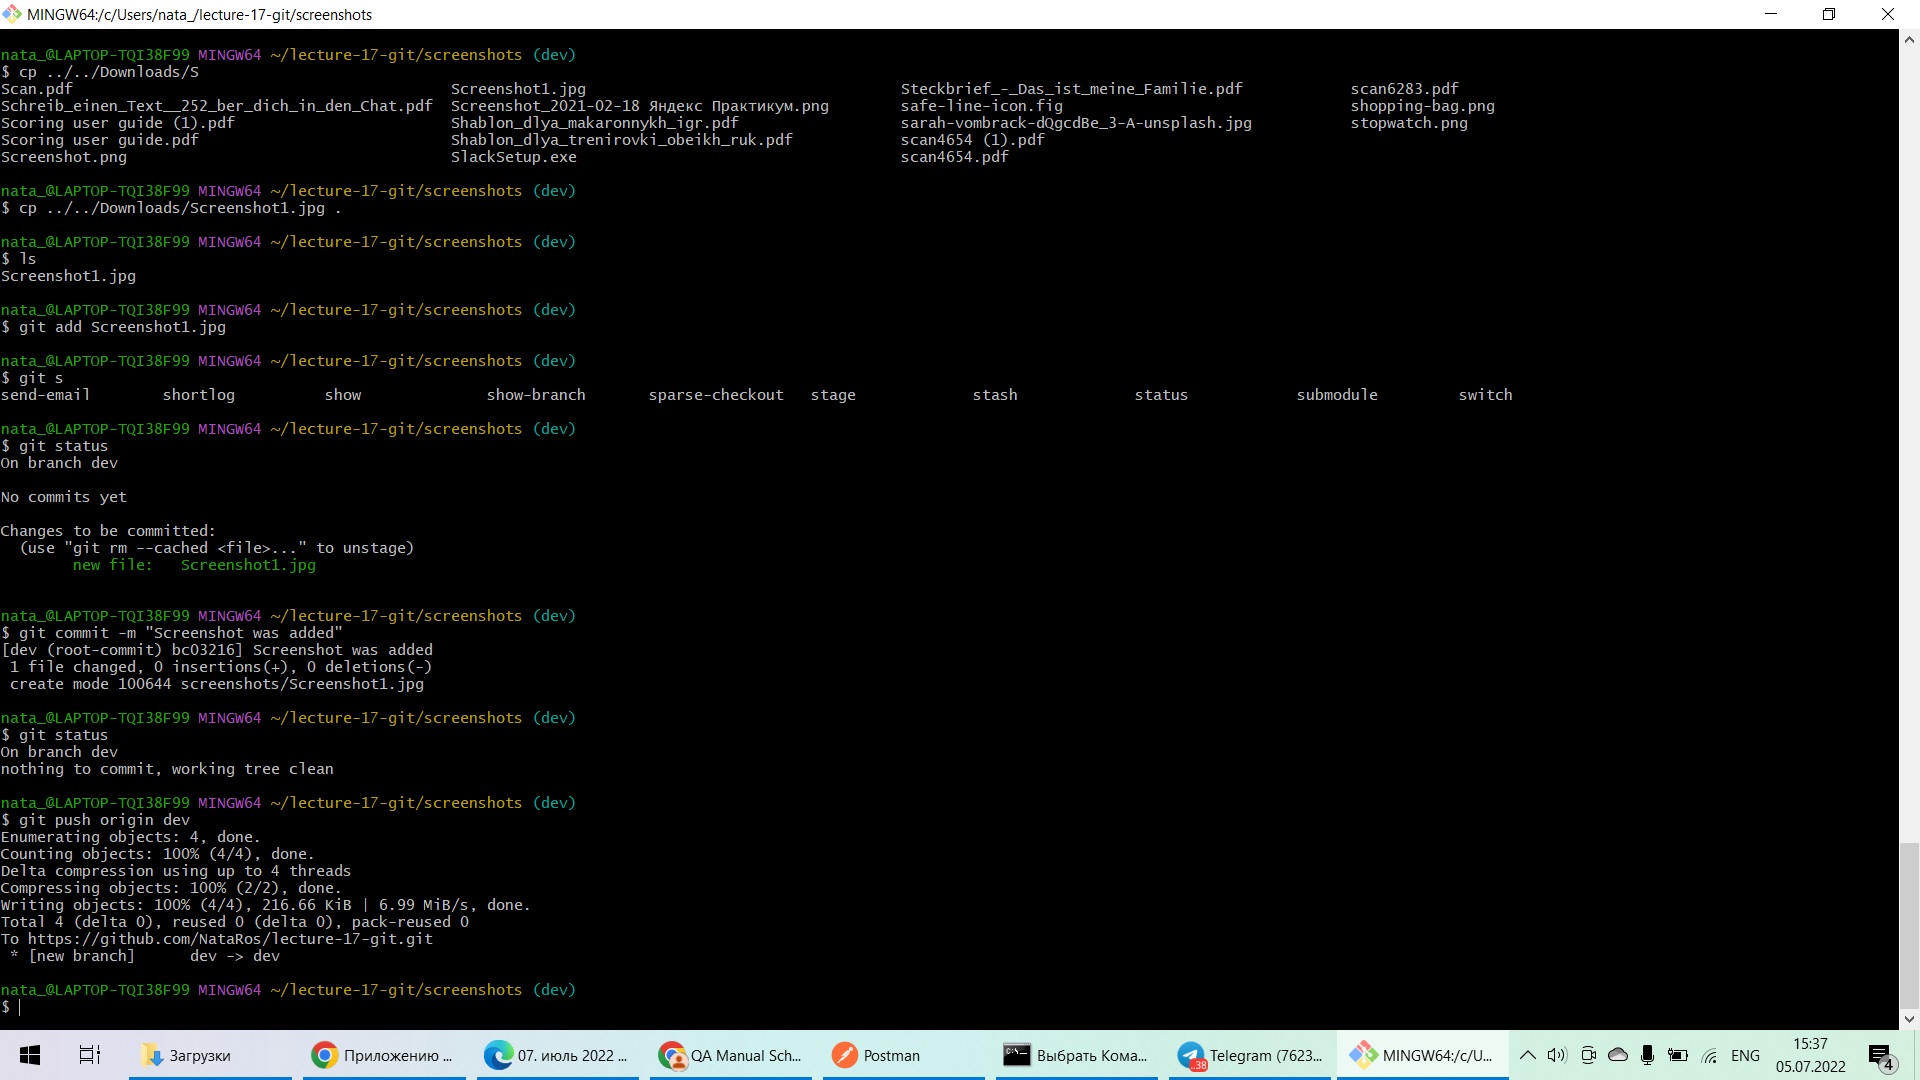 MINGW64:/c/Users/nata_/lecture-17-git/screenshots
nata_@LAPTOP-TQI38F99 MINGW64 ~/lecture-17-git/screenshots (dev)
$ cp ../../Downloads/S
Scan.pdf Screenshot1.jpg Steckbrief_-_Das_ist_meine_Familie.pdf scan6283.pdf
Schreib_einen_Text__252_ber_dich_in_den_Chat.pdf Screenshot_2021-02-18 Яндекс Практикум.png safe-line-icon.fig shopping-bag.png
Scoring user guide (1).pdf Shablon_dlya_makaronnykh_igr.pdf sarah-vombrack-dQgcdBe_3-A-unsplash.jpg stopwatch.png
Scoring user guide.pdf Shablon_dlya_trenirovki_obeikh_ruk.pdf scan4654 (1).pdf
Screenshot.png SlackSetup.exe scan4654.pdf
nata_@LAPTOP-TQI38F99 MINGW64 ~/lecture-17-git/screenshots (dev)
$ cp ../../Downloads/Screenshot1.jpg .
nata_@LAPTOP-TQI38F99 MINGW64 ~/lecture-17-git/screenshots (dev)
$ ls
Screenshot1.jpg
nata_@LAPTOP-TQI38F99 MINGW64 ~/lecture-17-git/screenshots (dev)
$ git add Screenshot1.jpg
nata_@LAPTOP-TQI38F99 MINGW64 ~/lecture-17-git/screenshots (dev)
$ git s
send-email shortlog show show-branch sparse-checkout stage stash status submodule switch
nata_@LAPTOP-TQI38F99 MINGW64 ~/lecture-17-git/screenshots (dev)
$ git status
On branch dev
No commits yet
Changes to be committed:
(use "git rm --cached <file>..." to unstage)
new file: Screenshot1.jpg
nata_@LAPTOP-TQI38F99 MINGW64 ~/lecture-17-git/screenshots (dev)
$ git commit -m "Screenshot was added"
[dev (root-commit) bc03216] Screenshot was added
1 file changed, 0 insertions(+), 0 deletions(-)
create mode 100644 screenshots/Screenshot1.jpg
nata_@LAPTOP-TQI38F99 MINGW64 ~/lecture-17-git/screenshots (dev)
$ git status
On branch dev
nothing to commit, working tree clean
nata_@LAPTOP-TQI38F99 MINGW64 ~/lecture-17-git/screenshots (dev)
$ git push origin dev
Enumerating objects: 4, done.
Counting objects: 100% (4/4), done.
Delta compression using up to 4 threads
Compressing objects: 100% (2/2), done.
Writing objects: 100% (4/4), 216.66 KiB | 6.99 MiB/s, done.
Total 4 (delta 0), reused 0 (delta 0), pack-reused 0
To https://github.com/NataRos/lecture-17-git.git
* [new branch] dev -> dev
nata_@LAPTOP-TQI38F99 MINGW64 ~/lecture-17-git/screenshots (dev)
$
Загрузки Приложению ... 07. июль 2022 ... QA Manual Sch... Postman C:\. Выбрать Кома... ..38 Telegram (7623... MINGW64:/c/U... ENG 15:37
05.07.2022 4